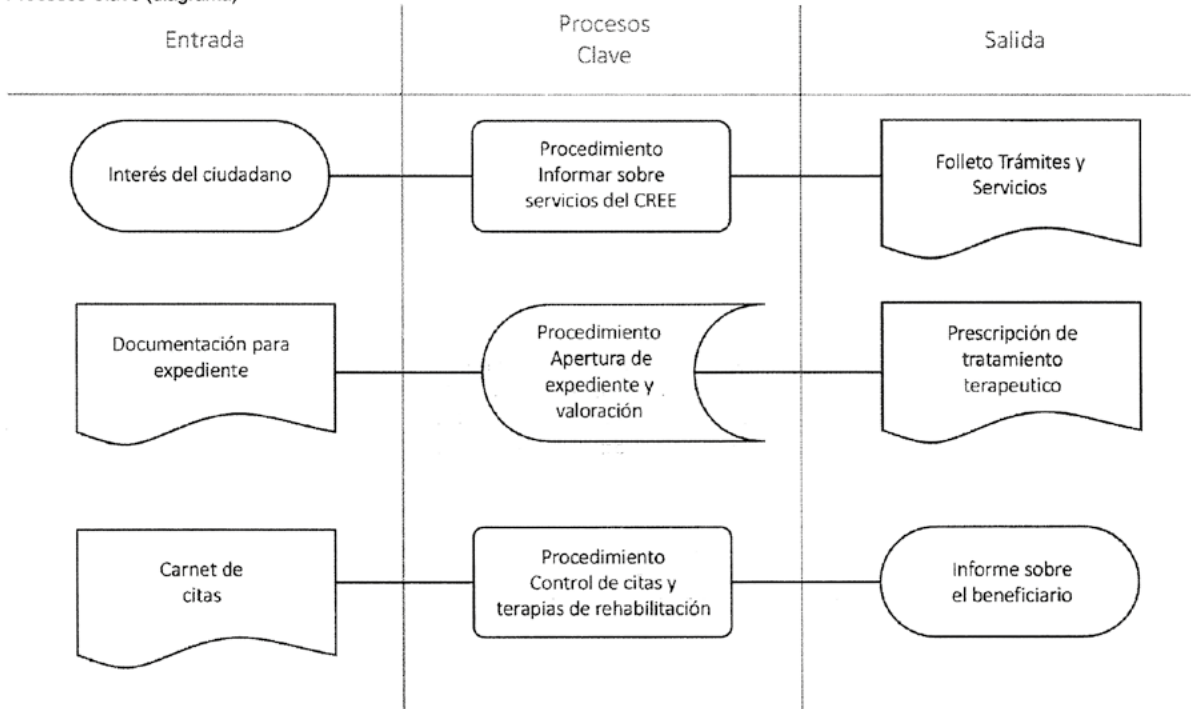 Entrada
Procesos
Clave
Salida
Interés del ciudadano
Procedimiento
Informar sobre
servicios del CREE
Folleto Trámites y
Servicios
Documentación para
expediente
Procedimiento
Apertura de
expediente y
valoración
Prescripción de
tratamiento
terapeutico
Carnet de
citas
Procedimiento
Control de citas y
terapias de rehabilitación
Informe sobre
el beneficiario